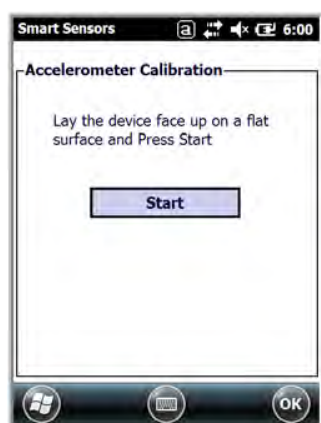 Smart Sensors a 6:00
Accelerometer Calibration
Lay the device face up on a flat
surface and Press Start
Start
OK